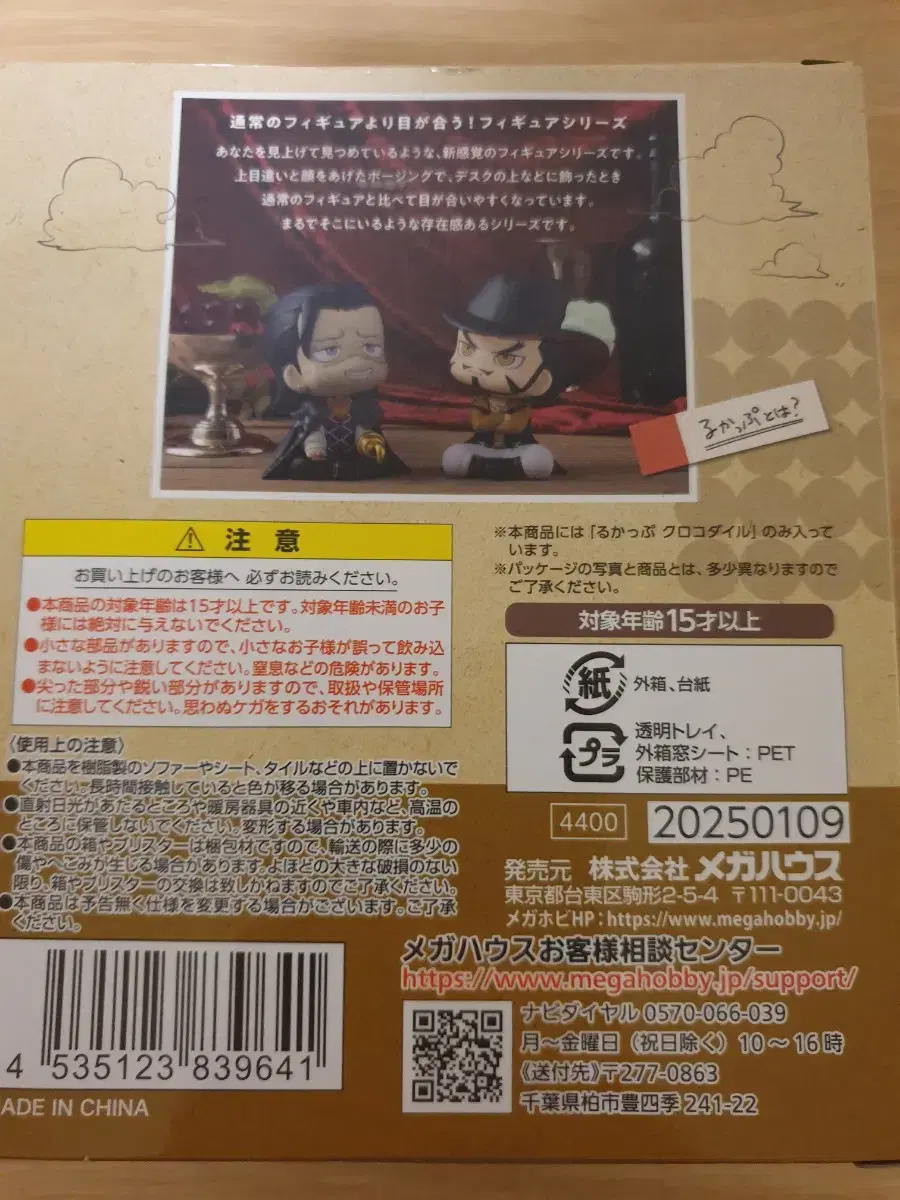 通常のフィギュアより目が合う!フィギュアシリーズ
あなたを見上げて見つめているような、新感覚のフィギュアシリーズです。
上目遣いと顔をあげたポージングで、デスクの上などに飾ったとき
通常のフィギュアと比べて目が合いやすくなっています。
まるでそこにいるような存在感あるシリーズです。
るかっぷとは?
注意
お買い上げのお客様へ 必ずお読みください。
●本商品の対象年齢は15才以上です。対象年齢未満のお子
様には絶対に与えないでください。
●小さな部品がありますので、小さなお子様が誤って飲み込
まないように注意してください。窒息などの危険があります。
●尖った部分や鋭い部分がありますので、取扱や保管場所
に注意してください。思わぬケガをするおそれがあります。
〈使用上の注意〉
●本商品を樹脂製のソファーやシート、タイルなどの上に置かないで
ください。長時間接触していると色が移る場合があります。
●直射日光があたるところや暖房器具の近くや車内など、高温の
ところに保管しないでください。変形する場合があります。
●本商品の箱やブリスターは梱包材ですので、輸送の際に多少の
傷やへこみが生じる場合があります。よほどの大きな破損のない
限り、箱やブリスターの交換は致しかねますのでご了承ください。
●本商品は予告無く仕様を変更する場合がございます。ご了承
ください。
4 535123 839641
ADE IN CHINA
※本商品には「るかっぷ クロコダイル」のみ入って
います。
※パッケージの写真と商品とは、多少異なりますので
ご了承ください。
対象年齢15才以上
紙 外箱、台紙
プラ 透明トレイ、
外箱窓シート:PET
保護部材:PE
4400 20250109
発売元 株式会社 メガハウス
東京都台東区駒形2-5-4 〒111-0043
メガホビHP:https://www.megahobby.jp/
メガハウスお客様相談センター
https://www.megahobby.jp/support/
ナビダイヤル 0570-066-039
月~金曜日(祝日除く)10~16時
《送付先》〒277-0863
千葉県柏市豊四季241-22